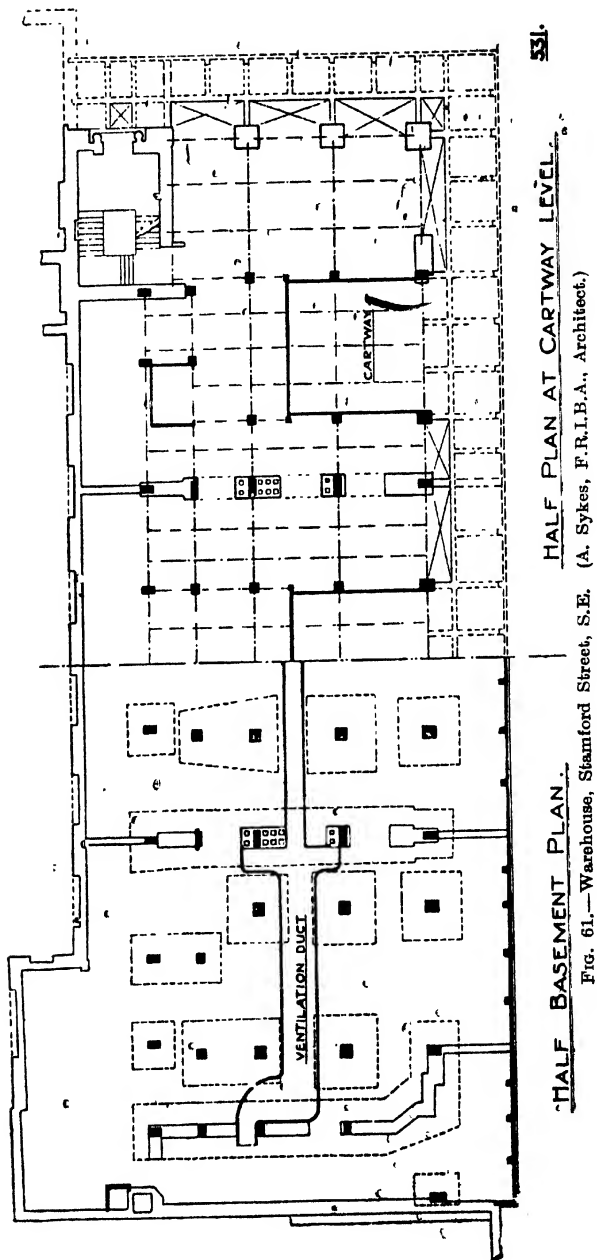 VENTILATION DUCT
CARTWAY
HALF BASEMENT PLAN.
HALF PLAN AT CARTWAY LEVEL.
531.
FIG. 61.—Warehouse, Stamford Street, S.E. (A. Sykes, F.R.I.B.A., Architect.)